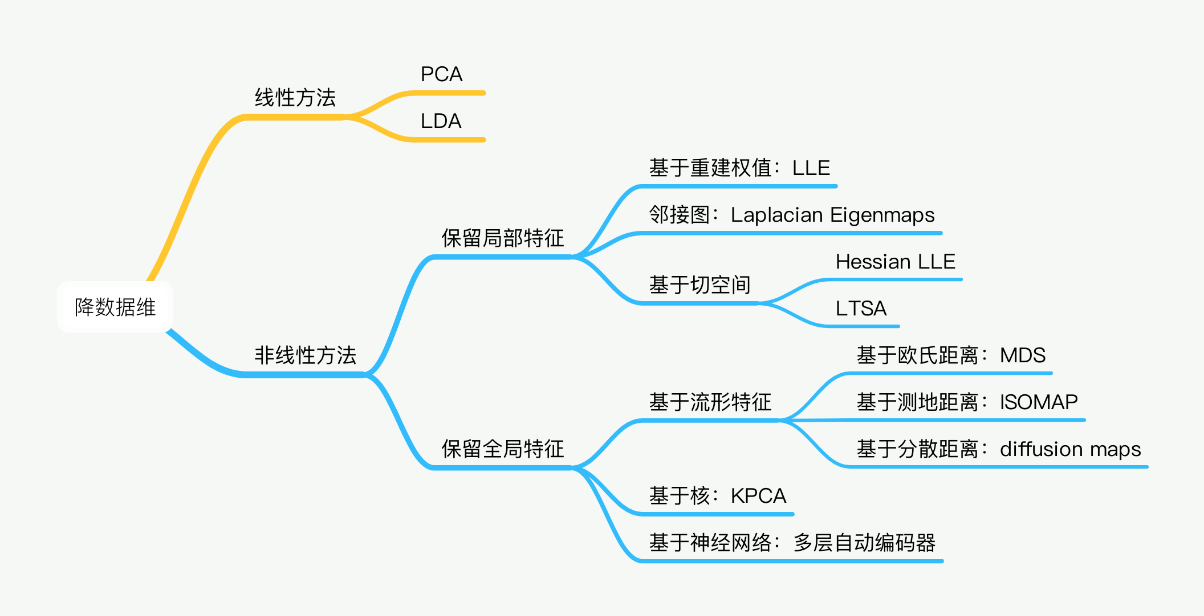 PCA
线性方法
LDA
基于重建权值：LLE
邻接图：Laplacian Eigenmaps
保留局部特征
Hessian LLE
基于切空间
LTSA
降数据维
非线性方法
基于欧氏距离：MDS
基于流形特征
基于测地距离：ISOMAP
基于分散距离：diffusion maps
保留全局特征
基于核：KPCA
基于神经网络：多层自动编码器